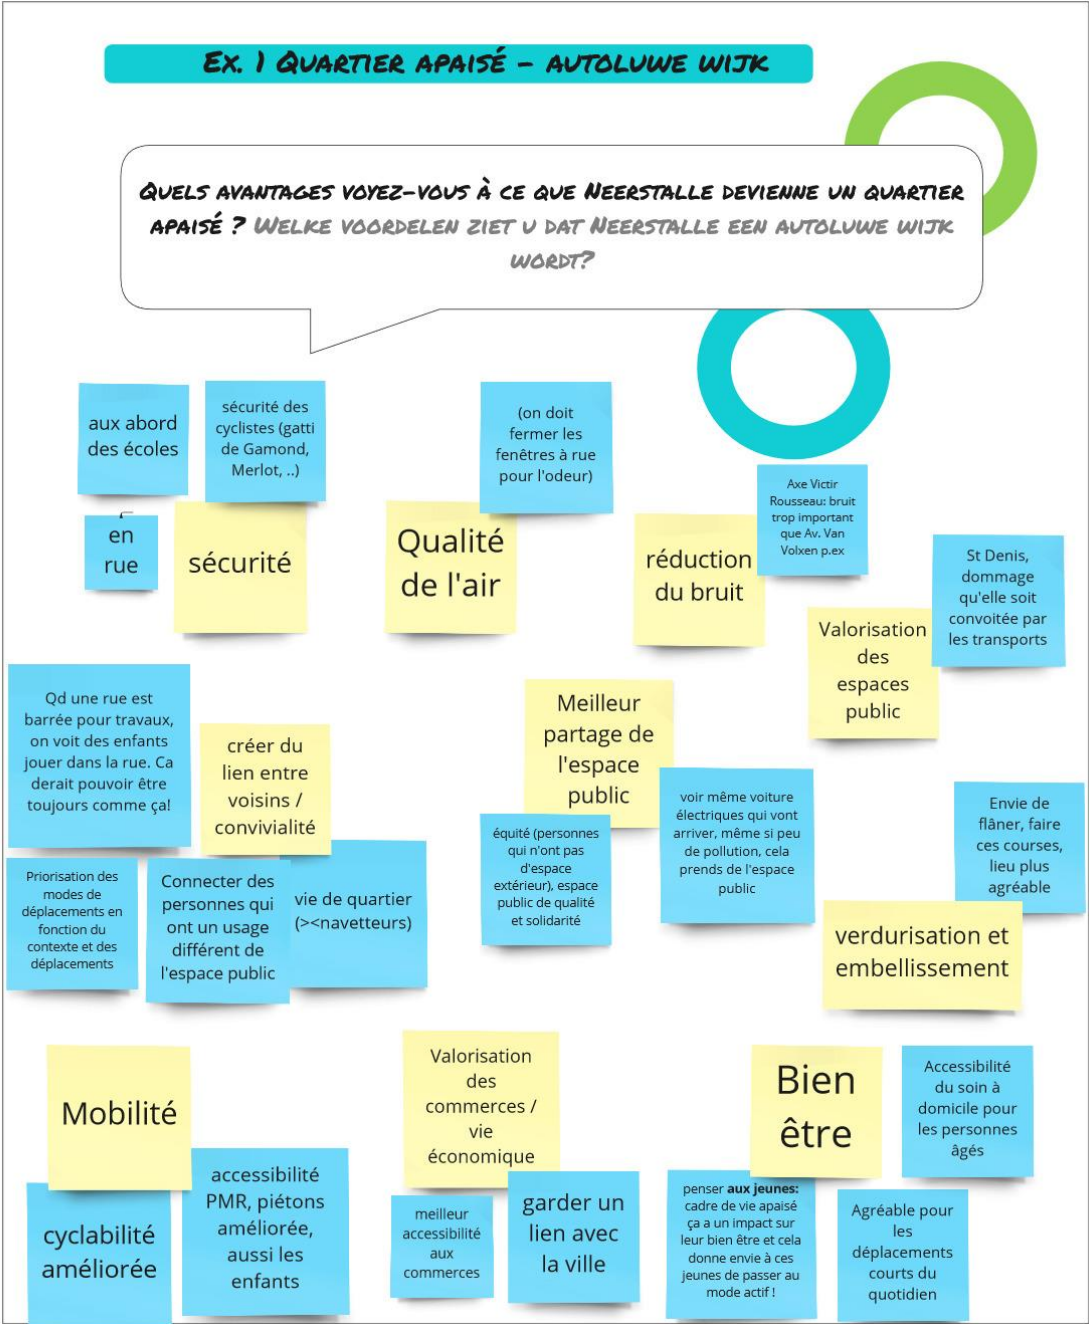 Ex. 1 Quartier apaisé – autoluwe wijk
Quels avantages voyez-vous à ce que Neerstalle devienne un quartier
apaisé ? Welke voordelen ziet u dat Neerstalle een autoluwe wijk
wordt?
aux abord
des écoles
sécurité des
cyclistes (gatti
de Gamond,
Merlot, ..)
en
rue
sécurité
(on doit
fermer les
fenêtres à rue
pour l'odeur)
Qualité
de l'air
Axe Victir
Rousseau: bruit
trop important
que Av. Van
Volxen p.ex
réduction
du bruit
St Denis,
dommage
qu'elle soit
convoitée par
les transports
Valorisation
des
espaces
public
Qd une rue est
barrée pour travaux,
on voit des enfants
jouer dans la rue. Ca
derait pouvoir être
toujours comme ça!
créer du
lien entre
voisins /
convivialité
Priorisation des
modes de
déplacements en
fonction du
contexte et des
déplacements
Connecter des
personnes qui
ont un usage
différent de
l'espace public
vie de quartier
(><navetteurs)
Meilleur
partage de
l'espace
public
équité (personnes
qui n'ont pas
d'espace
extérieur), espace
public de qualité
et solidarité
voir même voiture
électriques qui vont
arriver, même si peu
de pollution, cela
prends de l'espace
public
Envie de
flâner, faire
ces courses,
lieu plus
agréable
verdurisation et
embellissement
Mobilité
cyclabilité
améliorée
accessibilité
PMR, piétons
améliorée,
aussi les
enfants
Valorisation
des
commerces /
vie
économique
meilleur
accessibilité
aux
commerces
garder un
lien avec
la ville
Bien
être
Accessibilité
du soin à
domicile pour
les personnes
âgés
penser aux jeunes:
cadre de vie apaisé
ça a un impact sur
leur bien être et cela
donne envie à ces
jeunes de passer au
mode actif !
Agréable pour
les
déplacements
courts du
quotidien